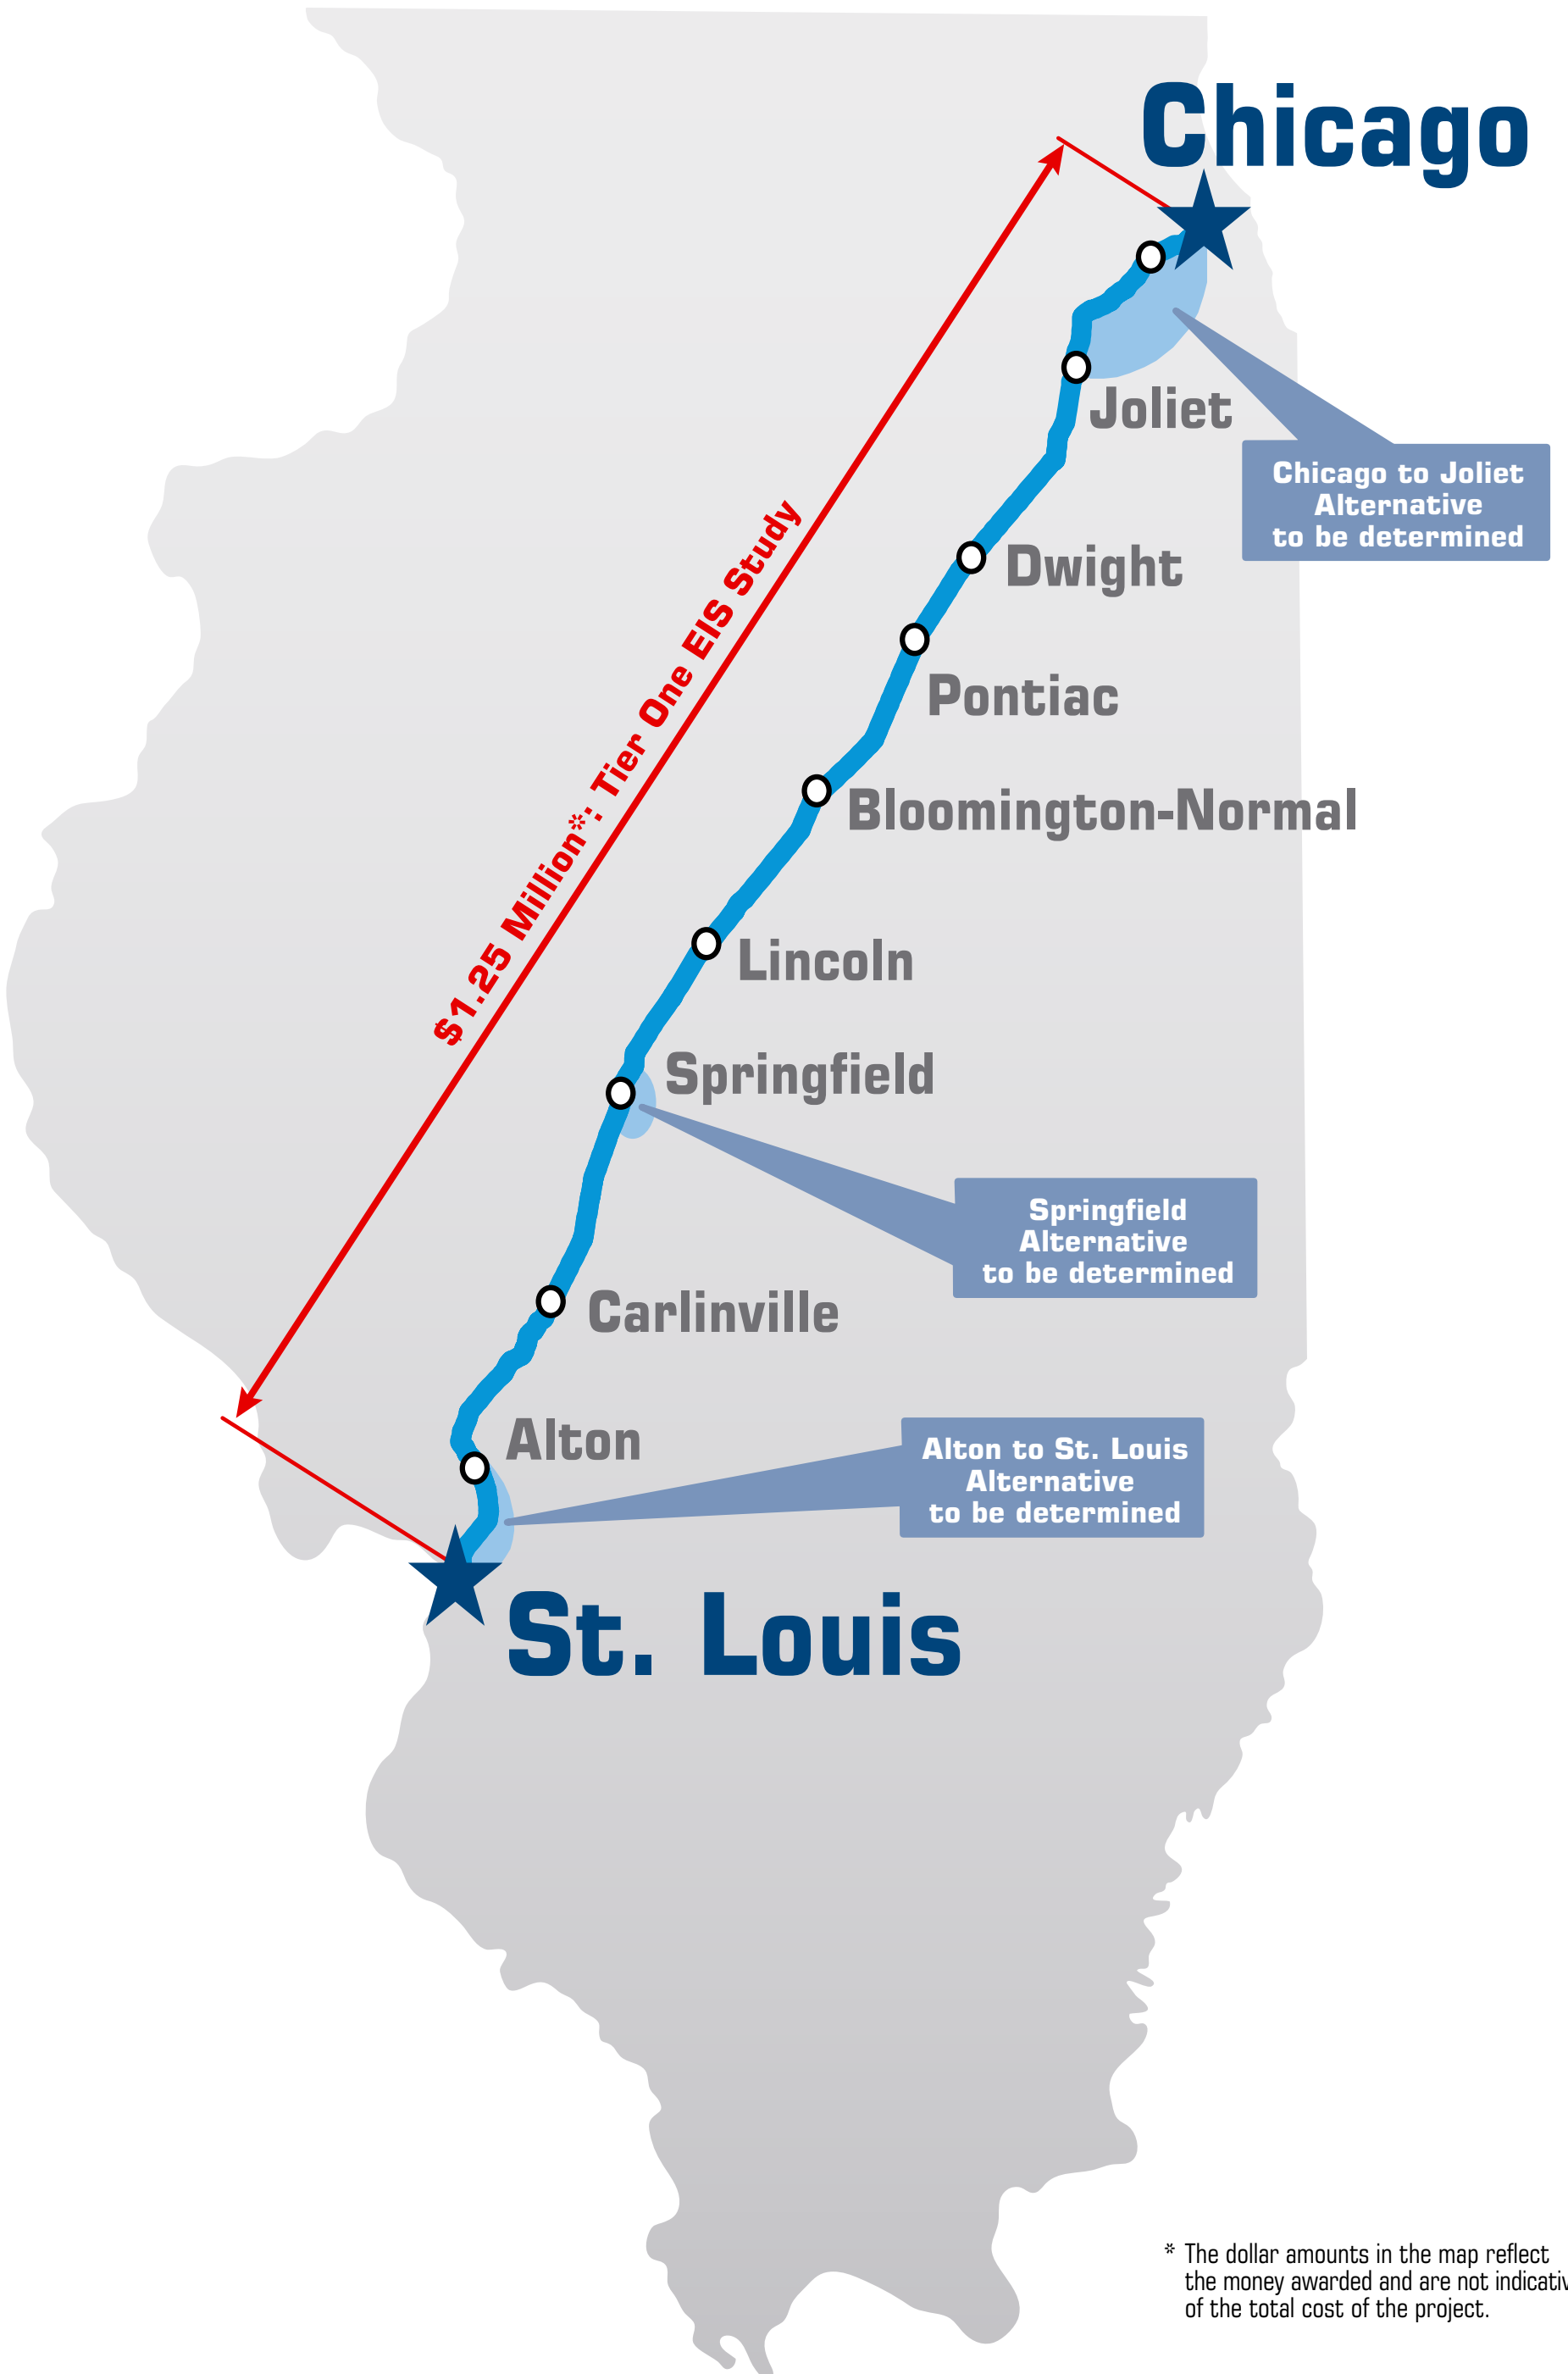 Chicago
Joliet
Chicago to Joliet
Alternative
to be determined
Dwight
$1.25 Million*: Tier One EIS Study
Pontiac
Bloomington-Normal
Lincoln
Springfield
Springfield
Alternative
to be determined
Carlinville
Alton
Alton to St. Louis
Alternative
to be determined
St. Louis
* The dollar amounts in the map reflect
the money awarded and are not indicativ
of the total cost of the project.